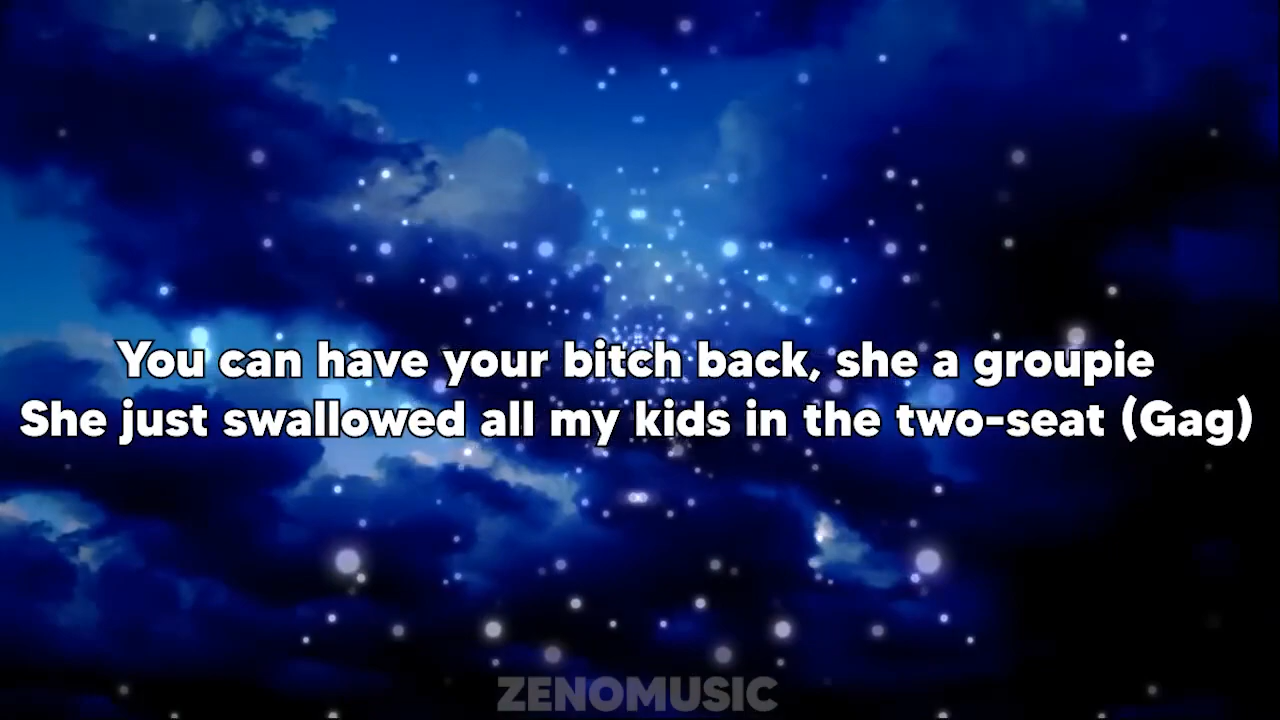 You can have your bitch back, she a groupie
She just swallowed all my kids in the two-seat (Gag)
ZENOMUSIC